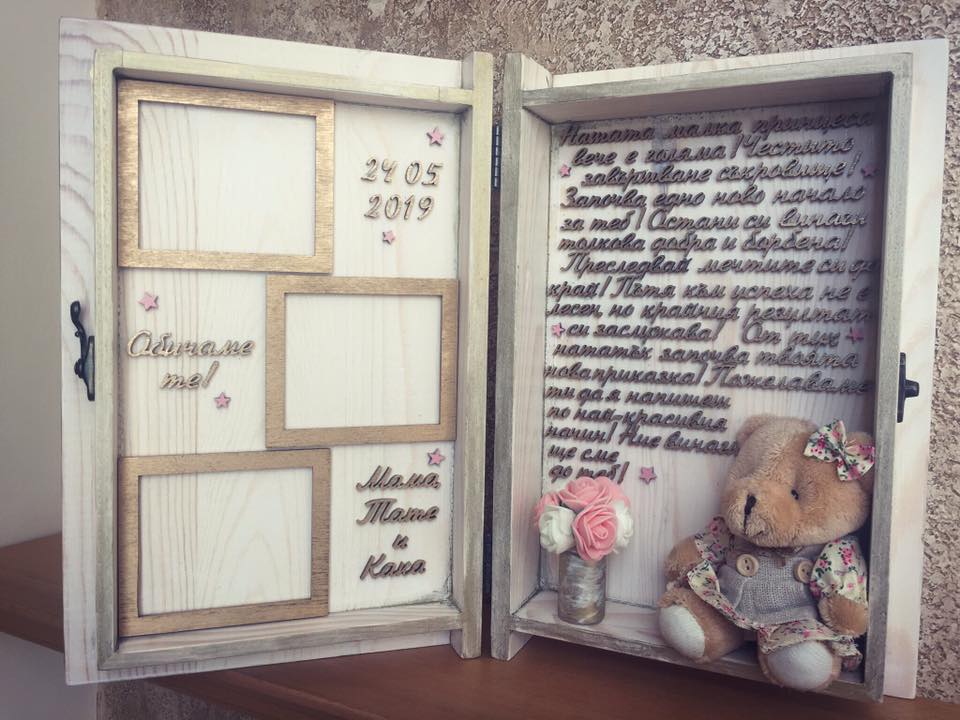 24 05
2019
Обичаме
те!
Мама,
Тате
и
Кака
Нашата малка принцеса
вече е голяма! Честито
завършване съкровище!
Започва едно ново начало
за теб! Остани си винаги
толкова добра и борбена!
Преследвай мечтите си до
край! Пътя към успеха не е
лесен, но крайния резултат
си заслужава! От тук
нататък започва твоята
нова приказка! Пожелаваме
ти да я напишеш
по най-красивия
начин! Ние винаги
ще сме
до теб!